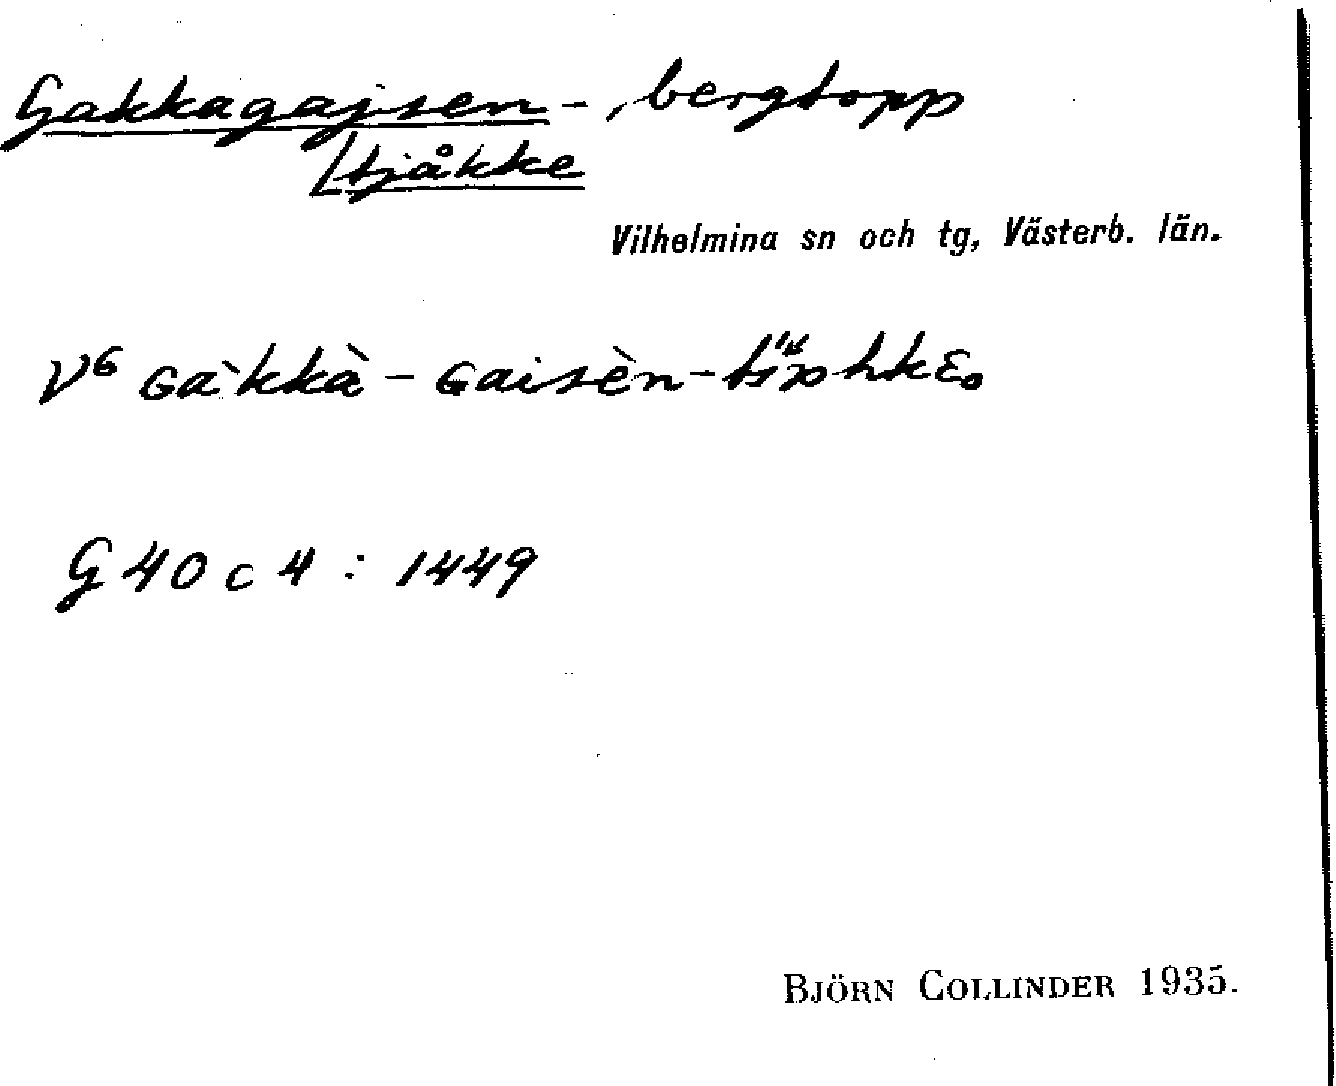 Gakkagajsen-, bergtopp
tjåkke
Vilhelmina sn och tg, Västerb. län.
V⁶ Gàkkà-Gaisèn-
G 40 c 4 : 1449
BJÖRN COLLINDER 1935.